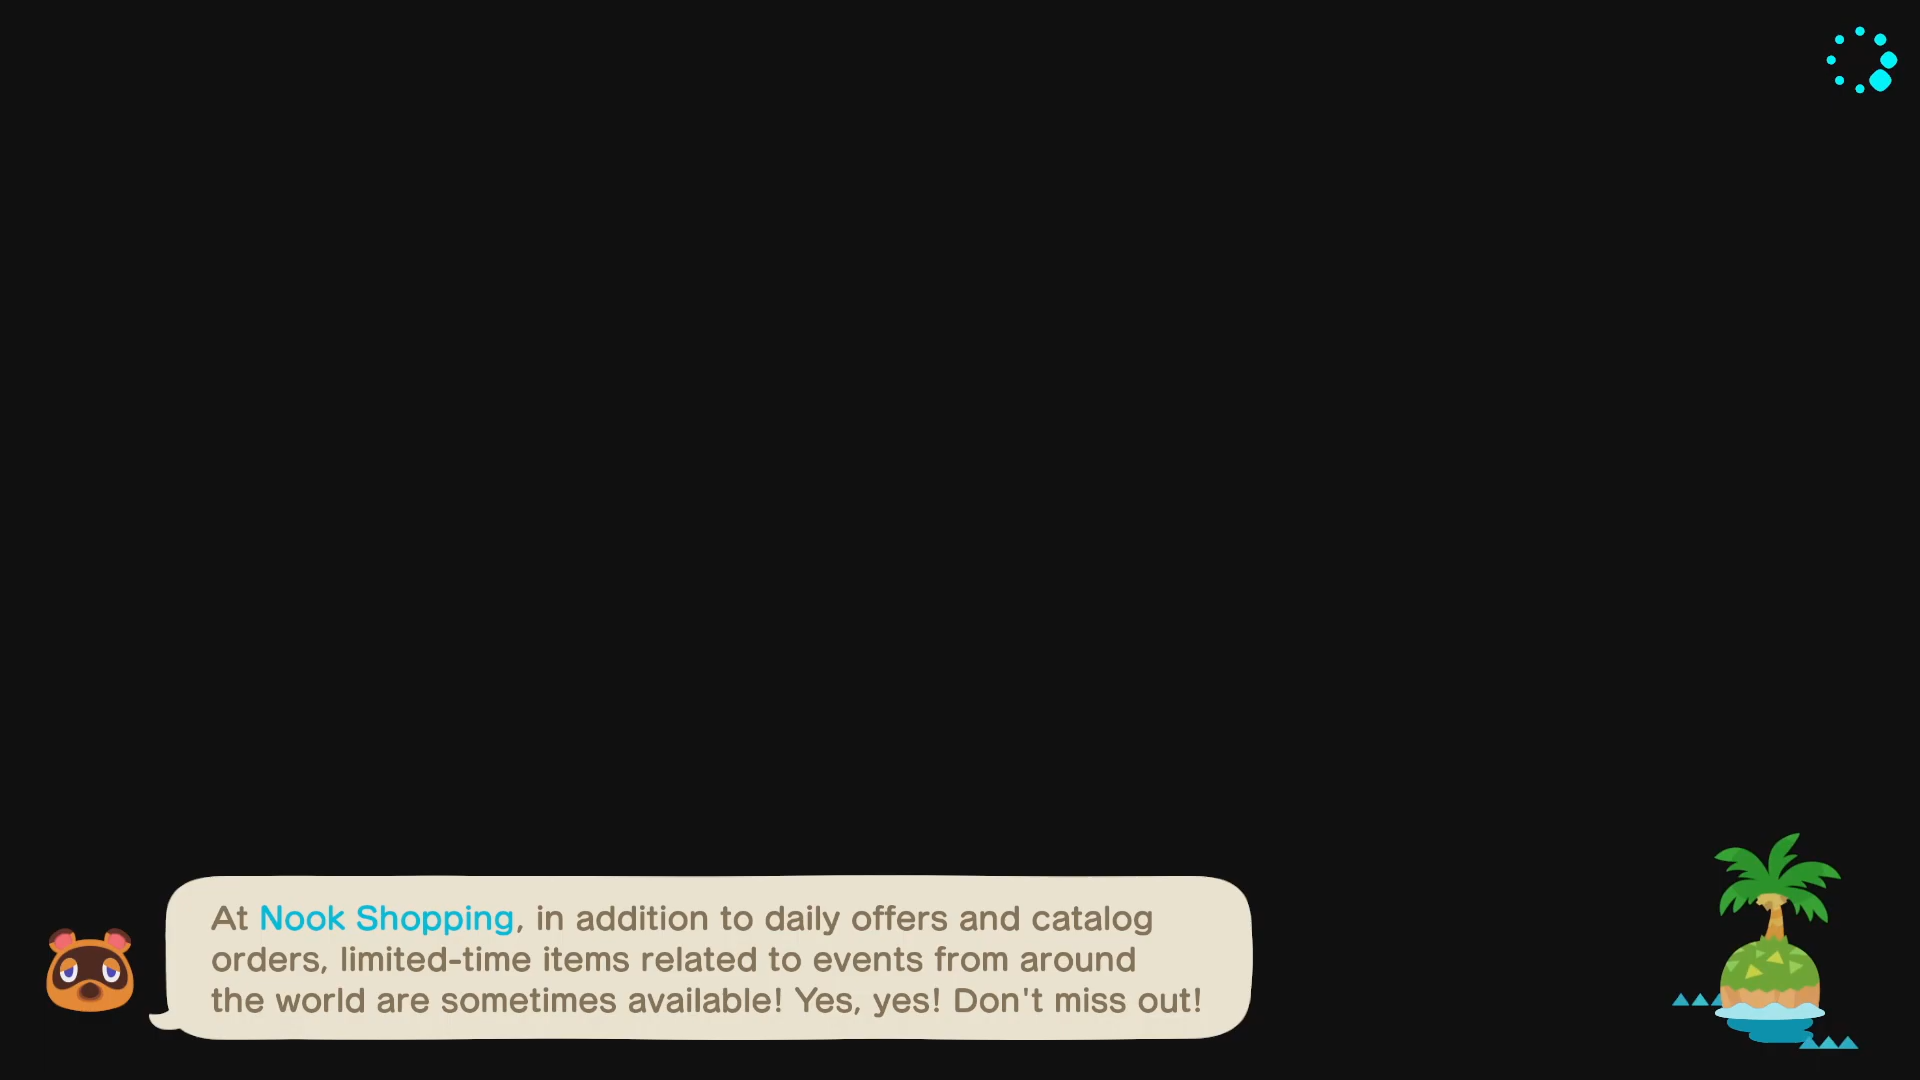 At Nook Shopping, in addition to daily offers and catalog
orders, limited-time items related to events from around
the world are sometimes available! Yes, yes! Don't miss out!